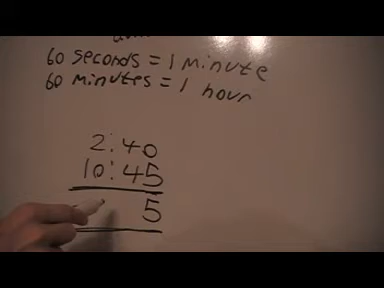 60 seconds = 1 minute
60 minutes = 1 hour
2:40
10:45
5